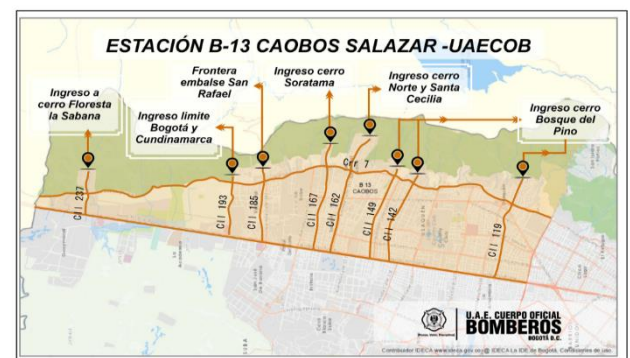 ESTACIÓN B-13 CAOBOS SALAZAR -UAECOB
Ingreso a
cerro Floresta
la Sabana
Ingreso limite
Bogotá y
Cundinamarca
Frontera
embalse San
Rafael
Ingreso cerro
Soratama
Ingreso cerro
Norte y Santa
Cecilia
Ingreso cerro
Bosque del
Pino
Crr 7
B 13
CAOBOS
Cll 237
Cll 193
Cll 185
Cll 167
Cll 162
Cll 149
Cll 142
Cll 119
U.A.E. CUERPO OFICIAL
BOMBEROS
BOGOTÁ D.C.